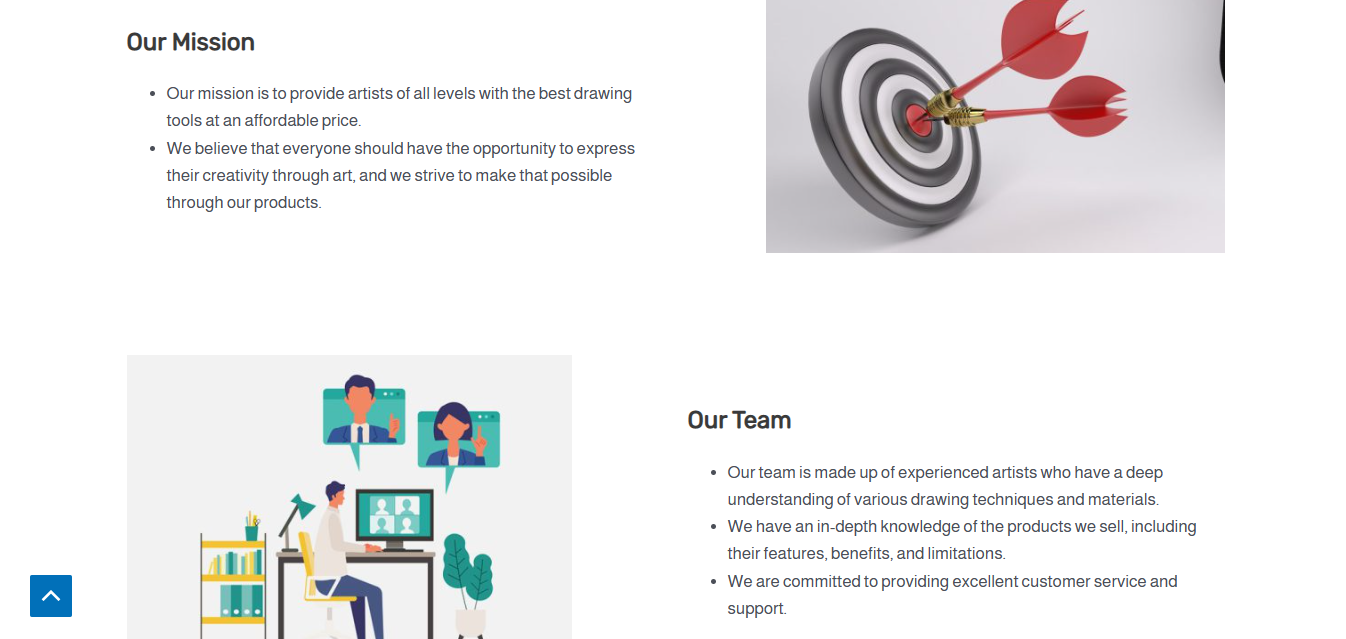 Our Mission
Our mission is to provide artists of all levels with the best drawing
tools at an affordable price.
We believe that everyone should have the opportunity to express
their creativity through art, and we strive to make that possible
through our products.
Our Team
Our team is made up of experienced artists who have a deep
understanding of various drawing techniques and materials.
We have an in-depth knowledge of the products we sell, including
their features, benefits, and limitations.
We are committed to providing excellent customer service and
support.